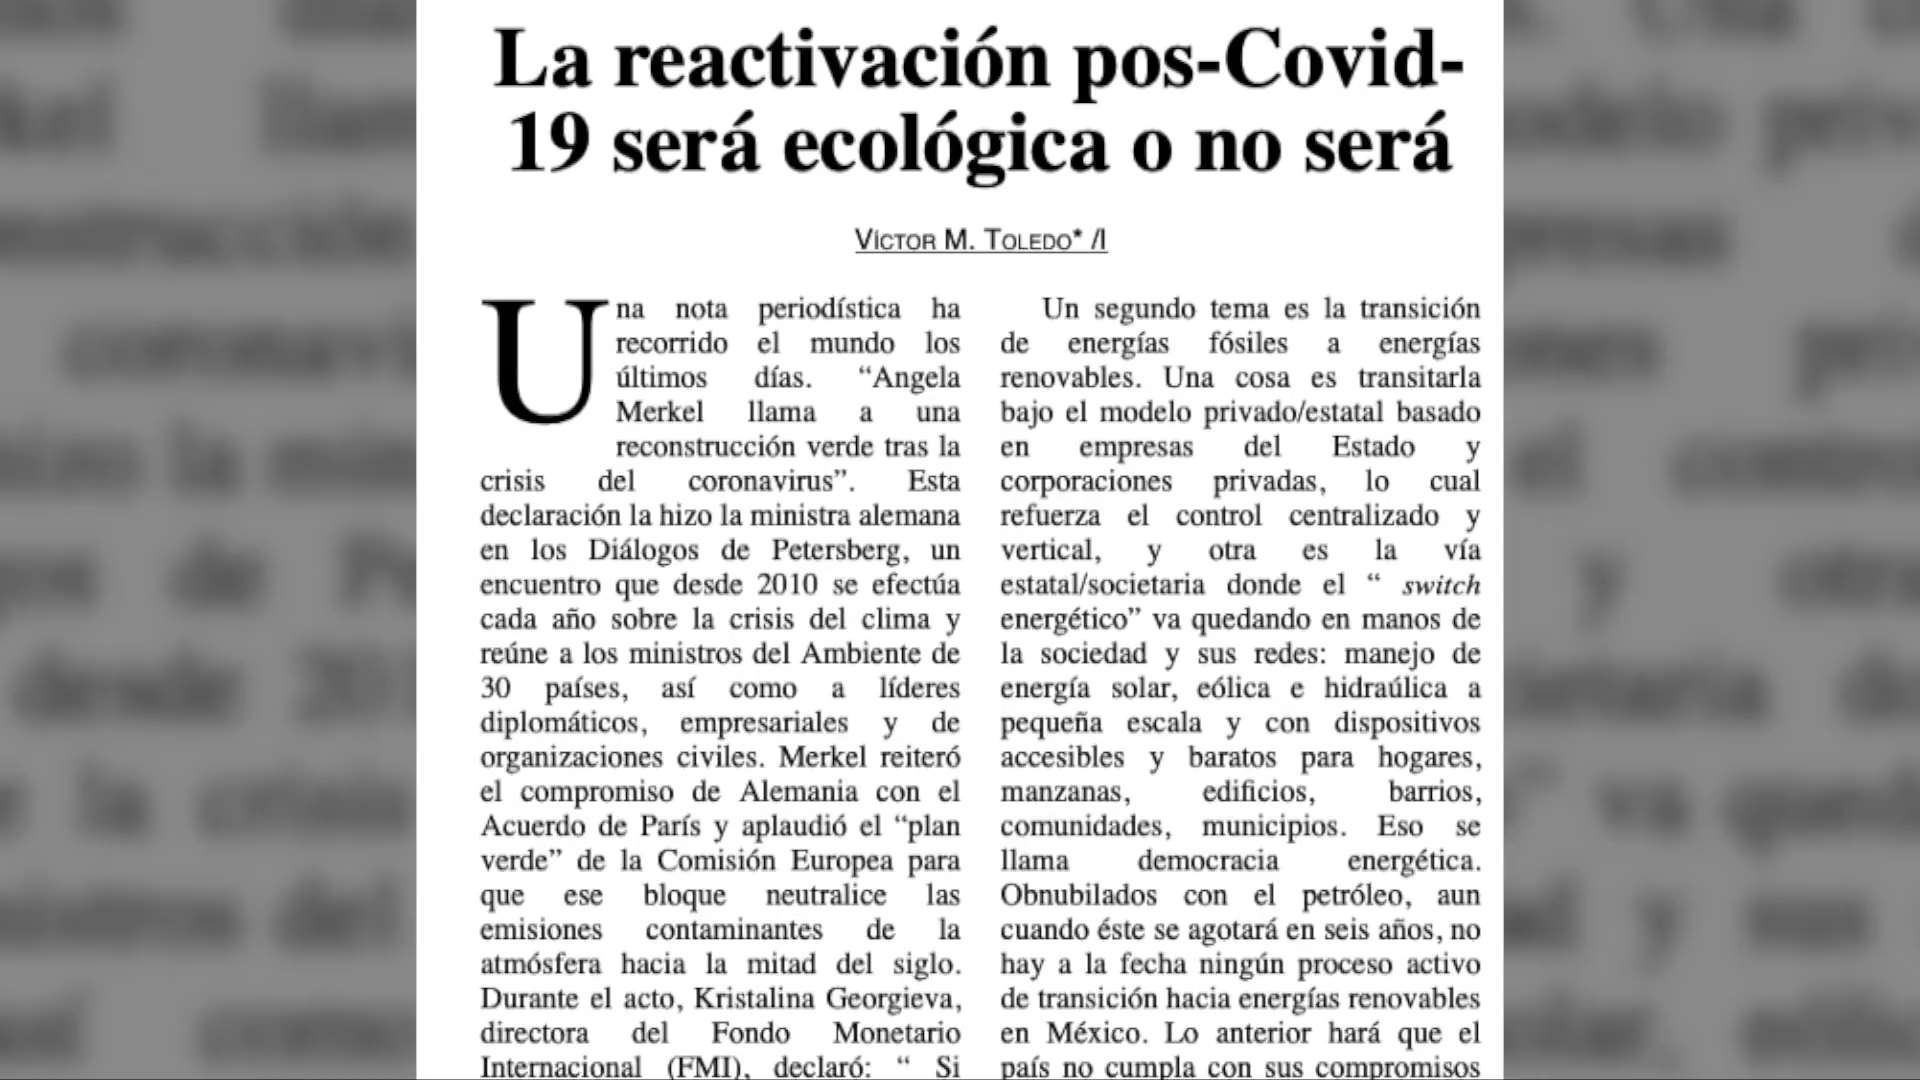 La reactivación pos-Covid-
19 será ecológica o no será
Víctor M. Toledo* /I
Una nota periodística ha
recorrido el mundo los
últimos días. “Angela
Merkel llama a una
reconstrucción verde tras la
crisis del coronavirus”. Esta
declaración la hizo la ministra alemana
en los Diálogos de Petersberg, un
encuentro que desde 2010 se efectúa
cada año sobre la crisis del clima y
reúne a los ministros del Ambiente de
30 países, así como a líderes
diplomáticos, empresariales y de
organizaciones civiles. Merkel reiteró
el compromiso de Alemania con el
Acuerdo de París y aplaudió el “plan
verde” de la Comisión Europea para
que ese bloque neutralice las
emisiones contaminantes de la
atmósfera hacia la mitad del siglo.
Durante el acto, Kristalina Georgieva,
directora del Fondo Monetario
Internacional (FMI), declaró: “ Si
Un segundo tema es la transición
de energías fósiles a energías
renovables. Una cosa es transitarla
bajo el modelo privado/estatal basado
en empresas del Estado y
corporaciones privadas, lo cual
refuerza el control centralizado y
vertical, y otra es la vía
estatal/societaria donde el “ switch
energético” va quedando en manos de
la sociedad y sus redes: manejo de
energía solar, eólica e hidraúlica a
pequeña escala y con dispositivos
accesibles y baratos para hogares,
manzanas, edificios, barrios,
comunidades, municipios. Eso se
llama democracia energética.
Obnubilados con el petróleo, aun
cuando éste se agotará en seis años, no
hay a la fecha ningún proceso activo
de transición hacia energías renovables
en México. Lo anterior hará que el
país no cumpla con sus compromisos